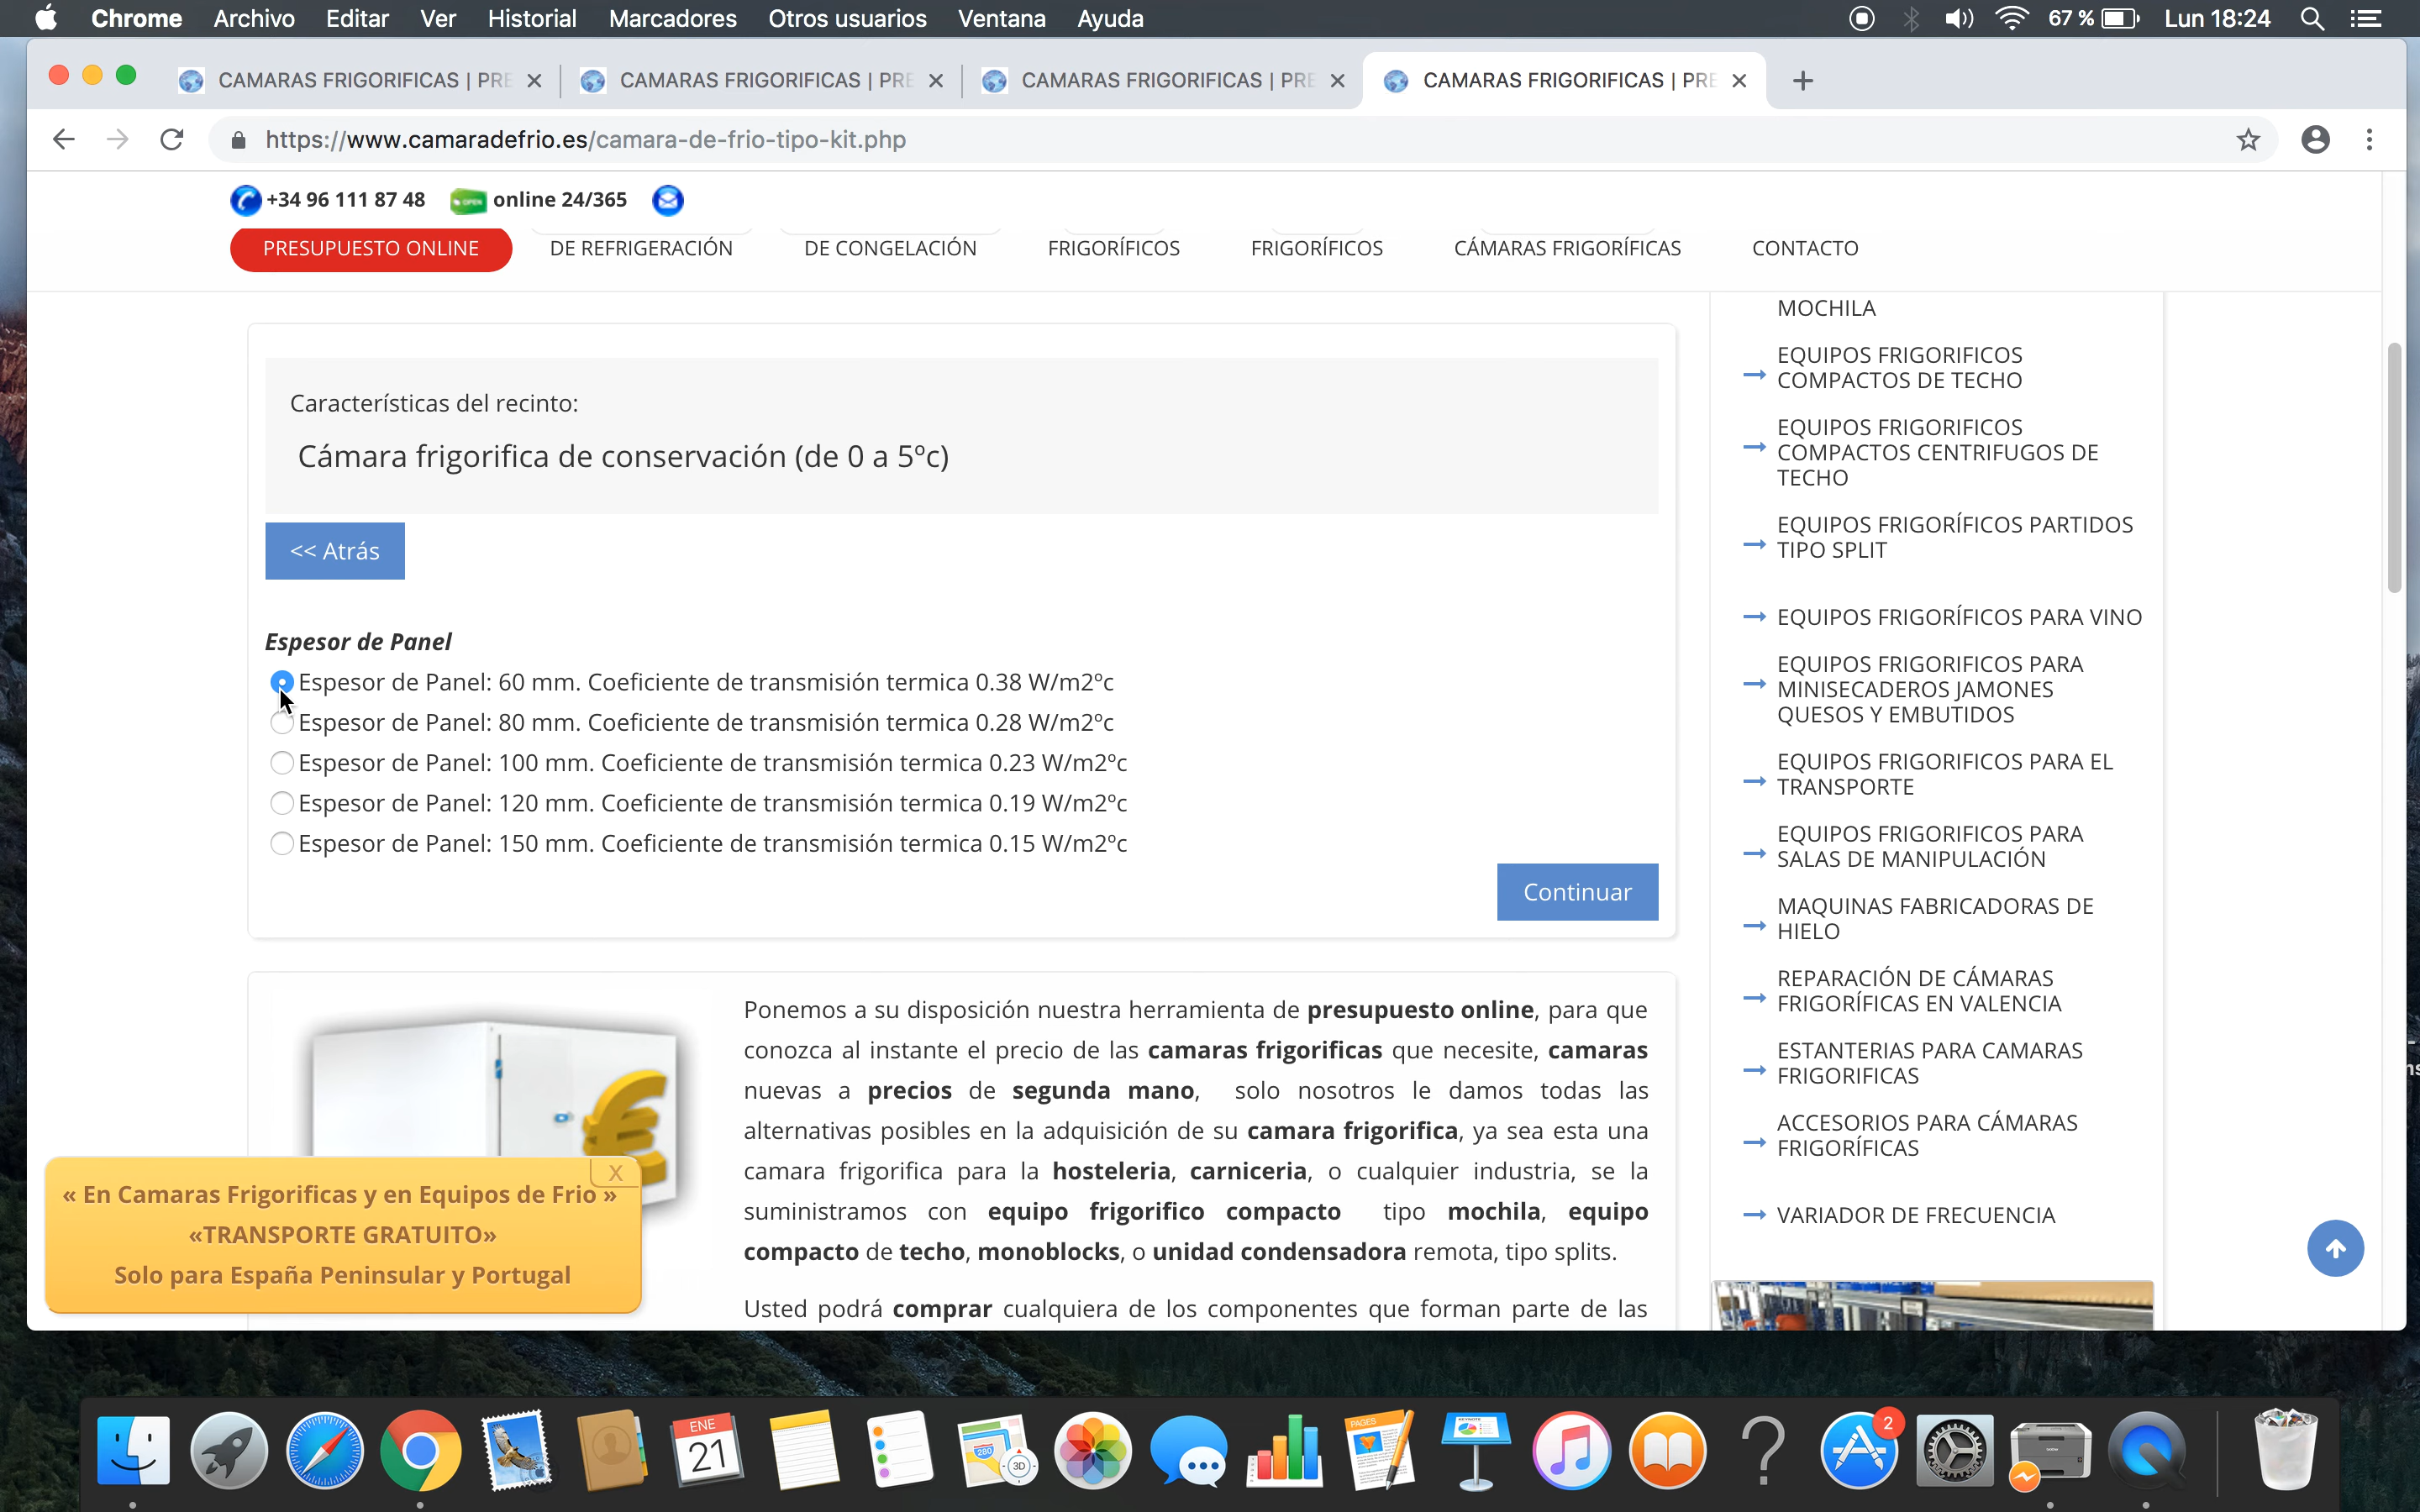 Chrome Archivo Editar Ver Historial Marcadores Otros usuarios Ventana Ayuda 67 % Lun 18:24
CAMARAS FRIGORIFICAS | PRE CAMARAS FRIGORIFICAS | PRE CAMARAS FRIGORIFICAS | PRE CAMARAS FRIGORIFICAS | PRE
https://www.camaradefrio.es/camara-de-frio-tipo-kit.php
+34 96 111 87 48 OPEN online 24/365
PRESUPUESTO ONLINE DE REFRIGERACIÓN DE CONGELACIÓN FRIGORÍFICOS FRIGORÍFICOS CÁMARAS FRIGORÍFICAS CONTACTO
Características del recinto:
Cámara frigorifica de conservación (de 0 a 5ºc)
<< Atrás
Espesor de Panel
Espesor de Panel: 60 mm. Coeficiente de transmisión termica 0.38 W/m2ºc
Espesor de Panel: 80 mm. Coeficiente de transmisión termica 0.28 W/m2ºc
Espesor de Panel: 100 mm. Coeficiente de transmisión termica 0.23 W/m2ºc
Espesor de Panel: 120 mm. Coeficiente de transmisión termica 0.19 W/m2ºc
Espesor de Panel: 150 mm. Coeficiente de transmisión termica 0.15 W/m2ºc
Continuar
Ponemos a su disposición nuestra herramienta de presupuesto online, para que
conozca al instante el precio de las camaras frigorificas que necesite, camaras
nuevas a precios de segunda mano, solo nosotros le damos todas las
alternativas posibles en la adquisición de su camara frigorifica, ya sea esta una
camara frigorifica para la hosteleria, carniceria, o cualquier industria, se la
suministramos con equipo frigorifico compacto tipo mochila, equipo
compacto de techo, monoblocks, o unidad condensadora remota, tipo splits.
Usted podrá comprar cualquiera de los componentes que forman parte de las
X
« En Camaras Frigorificas y en Equipos de Frio »
«TRANSPORTE GRATUITO»
Solo para España Peninsular y Portugal
MOCHILA
EQUIPOS FRIGORIFICOS
COMPACTOS DE TECHO
EQUIPOS FRIGORIFICOS
COMPACTOS CENTRIFUGOS DE
TECHO
EQUIPOS FRIGORÍFICOS PARTIDOS
TIPO SPLIT
EQUIPOS FRIGORÍFICOS PARA VINO
EQUIPOS FRIGORIFICOS PARA
MINISECADEROS JAMONES
QUESOS Y EMBUTIDOS
EQUIPOS FRIGORIFICOS PARA EL
TRANSPORTE
EQUIPOS FRIGORIFICOS PARA
SALAS DE MANIPULACIÓN
MAQUINAS FABRICADORAS DE
HIELO
REPARACIÓN DE CÁMARAS
FRIGORÍFICAS EN VALENCIA
ESTANTERIAS PARA CAMARAS
FRIGORIFICAS
ACCESORIOS PARA CÁMARAS
FRIGORÍFICAS
VARIADOR DE FRECUENCIA
ENE
21
280
3D
PAGES
2